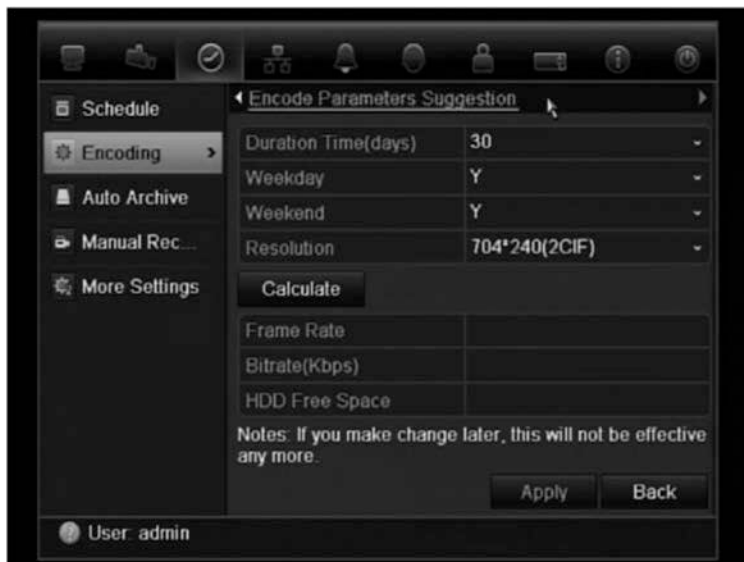 Encode Parameters Suggestion
Schedule
Encoding
Auto Archive
Manual Rec...
More Settings
Duration Time(days) 30
Weekday Y
Weekend Y
Resolution 704*240(2CIF)
Calculate
Frame Rate
Bitrate(Kbps)
HDD Free Space
Notes: If you make change later, this will not be effective
any more.
Apply Back
User: admin